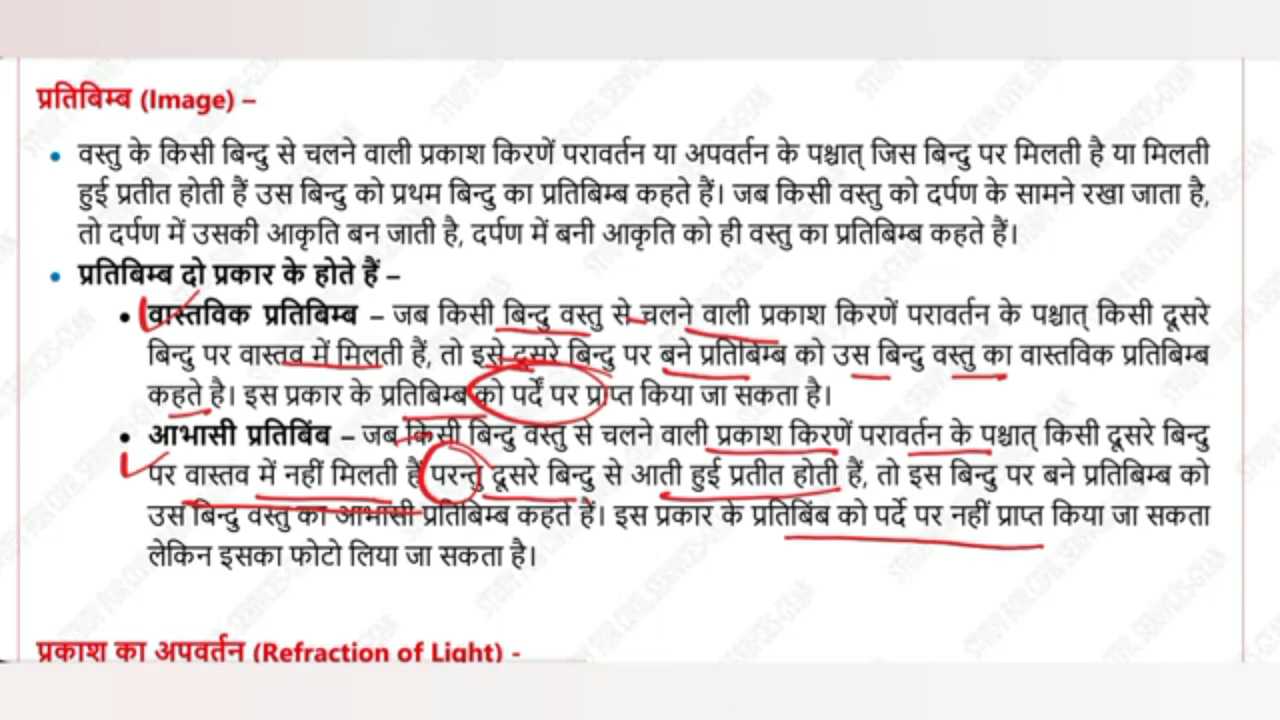 प्रतिबिम्ब (Image) –
• वस्तु के किसी बिन्दु से चलने वाली प्रकाश किरणें परावर्तन या अपवर्तन के पश्चात् जिस बिन्दु पर मिलती है या मिलती
हुई प्रतीत होती हैं उस बिन्दु को प्रथम बिन्दु का प्रतिबिम्ब कहते हैं। जब किसी वस्तु को दर्पण के सामने रखा जाता है,
तो दर्पण में उसकी आकृति बन जाती है, दर्पण में बनी आकृति को ही वस्तु का प्रतिबिम्ब कहते हैं।
• प्रतिबिम्ब दो प्रकार के होते हैं –
• वास्तविक प्रतिबिम्ब – जब किसी बिन्दु वस्तु से चलने वाली प्रकाश किरणें परावर्तन के पश्चात् किसी दूसरे
बिन्दु पर वास्तव में मिलती हैं, तो इसे दूसरे बिन्दु पर बने प्रतिबिम्ब को उस बिन्दु वस्तु का वास्तविक प्रतिबिम्ब
कहते है। इस प्रकार के प्रतिबिम्ब को पर्दे पर प्राप्त किया जा सकता है।
• आभासी प्रतिबिंब – जब किसी बिन्दु वस्तु से चलने वाली प्रकाश किरणें परावर्तन के पश्चात् किसी दूसरे बिन्दु
पर वास्तव में नहीं मिलती है परन्तु दूसरे बिन्दु से आती हुई प्रतीत होती हैं, तो इस बिन्दु पर बने प्रतिबिम्ब को
उस बिन्दु वस्तु का आभासी प्रतिबिम्ब कहते हैं। इस प्रकार के प्रतिबिंब को पर्दे पर नहीं प्राप्त किया जा सकता
लेकिन इसका फोटो लिया जा सकता है।
प्रकाश का अपवर्तन (Refraction of Light) -